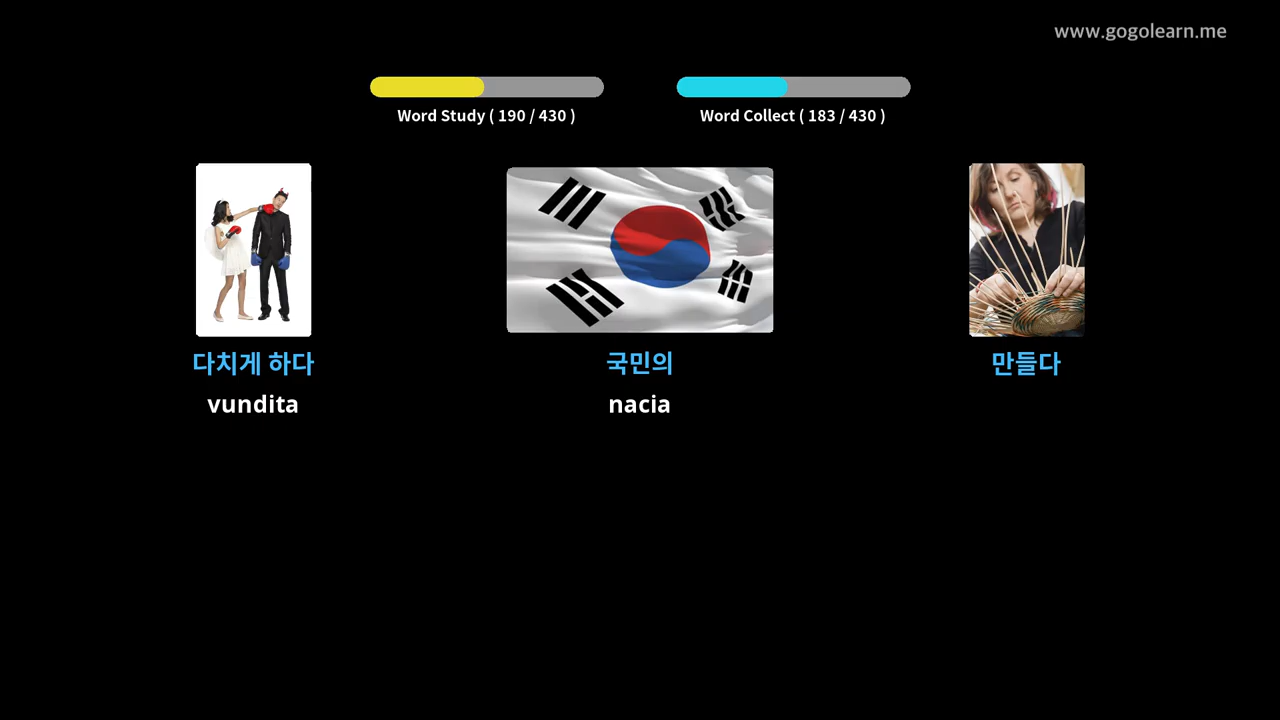 www.gogolearn.me
Word Study ( 190 / 430 )
Word Collect ( 183 / 430 )
다치게 하다
vundita
국민의
nacia
만들다